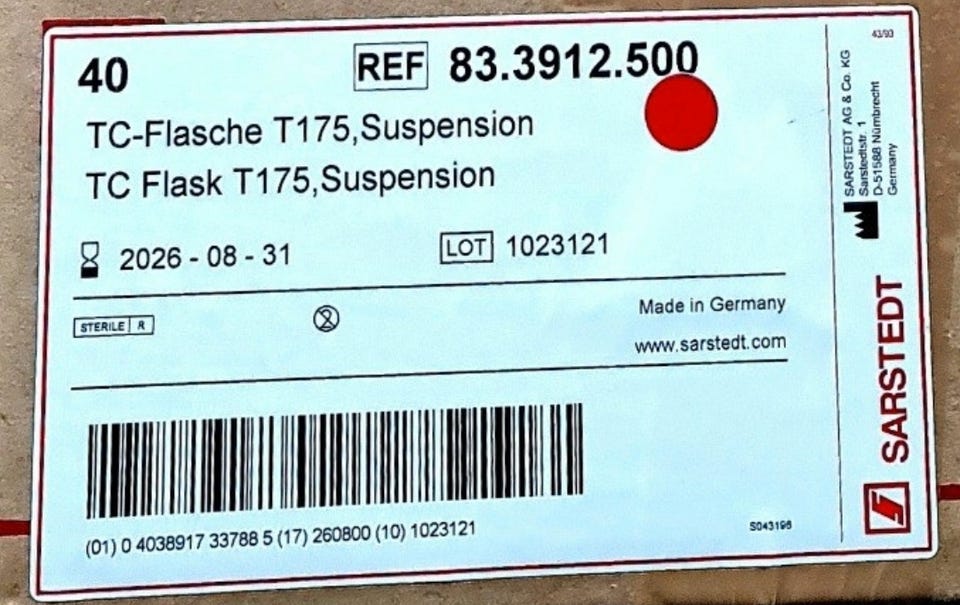 40
REF 83.3912.500
TC-Flasche T175,Suspension
TC Flask T175,Suspension
2026 - 08 - 31
LOT 1023121
STERILE R
2
Made in Germany
www.sarstedt.com
(01) 0 4038917 33788 5 (17) 260800 (10) 1023121
S043196
43/93
SARSTEDT AG & Co. KG
Sarstedtstr. 1
D-51588 Nümbrecht
Germany
SARSTEDT